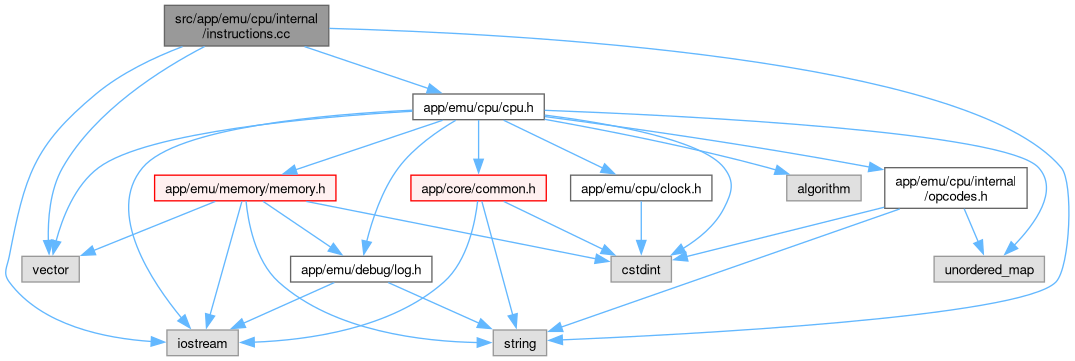 src/app/emu/cpu/internal
/instructions.cc
app/emu/cpu/cpu.h
app/emu/memory/memory.h
app/core/common.h
app/emu/cpu/clock.h
algorithm
app/emu/cpu/internal
/opcodes.h
vector
app/emu/debug/log.h
cstdint
unordered_map
iostream
string